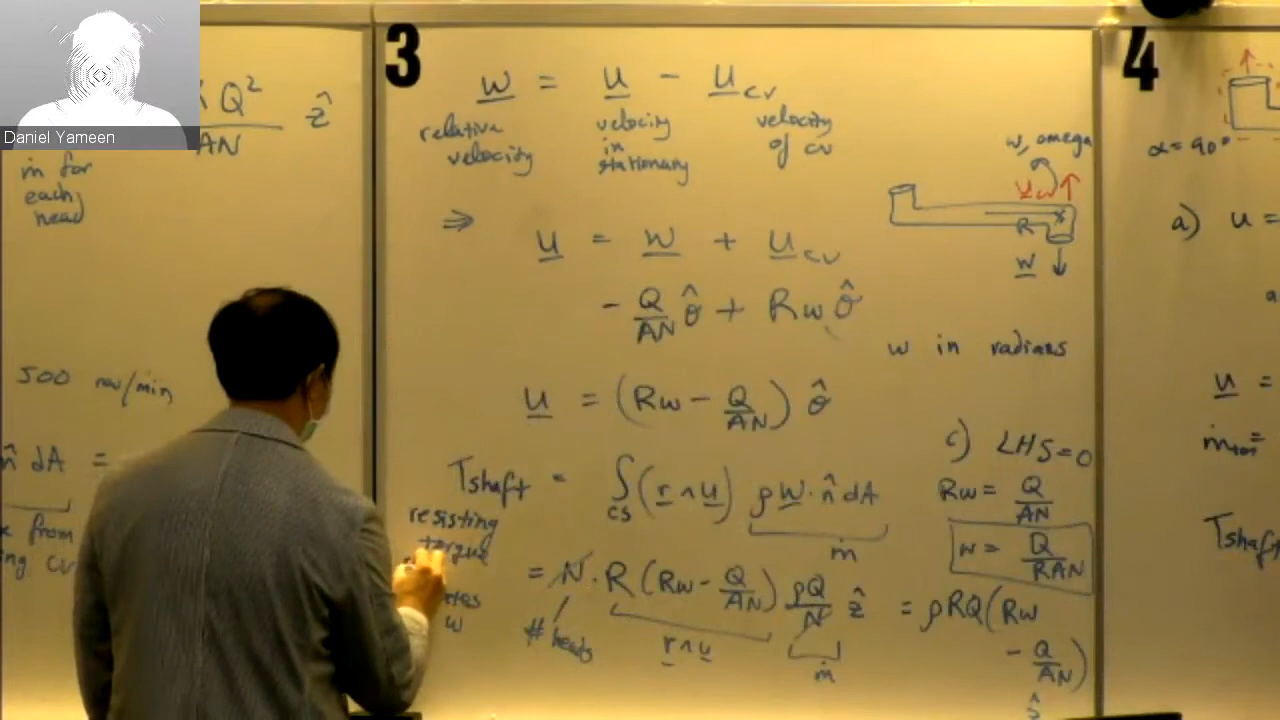 Daniel Yameen
Q² ẑ
AN
ṁ for
each
head
500 rev/min
n̂ dA =
from
CV
3
w = u - u_cv
relative velocity
velocity in stationary
velocity of cv
⇒ u = w + u_cv
- Q/AN θ̂ + Rw θ̂
u = (Rw - Q/AN) θ̂
Tshaft = ∫_cs (r ∧ u) ρ w · n̂ dA
ṁ
resisting
torque
w
= N · R (Rw - Q/AN) ρQ/N ẑ = ρRQ(Rw
- Q/AN)
# heads
r ∧ u
ṁ
w, omega
R
w
w in radians
c) LHS = 0
Rw = Q/AN
w = Q/RAN
4
α = 90°
a) u =
u =
ṁ_tot =
Tshaft